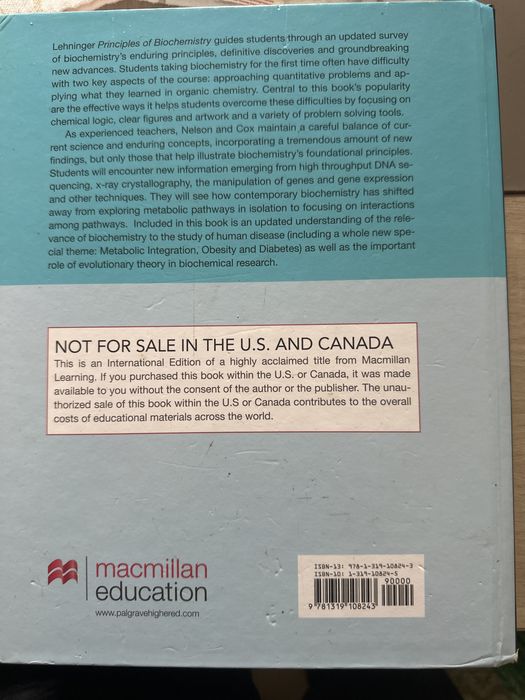 Lehninger Principles of Biochemistry guides students through an updated survey
of biochemistry's enduring principles, definitive discoveries and groundbreaking
new advances. Students taking biochemistry for the first time often have difficulty
with two key aspects of the course: approaching quantitative problems and ap-
plying what they learned in organic chemistry. Central to this book's popularity
are the effective ways it helps students overcome these difficulties by focusing on
chemical logic, clear figures and artwork and a variety of problem solving tools.
As experienced teachers, Nelson and Cox maintain a careful balance of cur-
rent science and enduring concepts, incorporating a tremendous amount of new
findings, but only those that help illustrate biochemistry's foundational principles.
Students will encounter new information emerging from high throughput DNA se-
quencing, x-ray crystallography, the manipulation of genes and gene expression
and other techniques. They will see how contemporary biochemistry has shifted
away from exploring metabolic pathways in isolation to focusing on interactions
among pathways. Included in this book is an updated understanding of the rele-
vance of biochemistry to the study of human disease (including a whole new spe-
cial theme: Metabolic Integration, Obesity and Diabetes) as well as the important
role of evolutionary theory in biochemical research.
NOT FOR SALE IN THE U.S. AND CANADA
This is an International Edition of a highly acclaimed title from Macmillan
Learning. If you purchased this book within the U.S. or Canada, it was made
available to you without the consent of the author or the publisher. The unau-
thorized sale of this book within the U.S or Canada contributes to the overall
costs of educational materials across the world.
macmillan
education
www.palgravehighered.com
ISBN-13: 978-1-319-10824-3
ISBN-10: 1-319-10824-5
90000
9 781319 108243